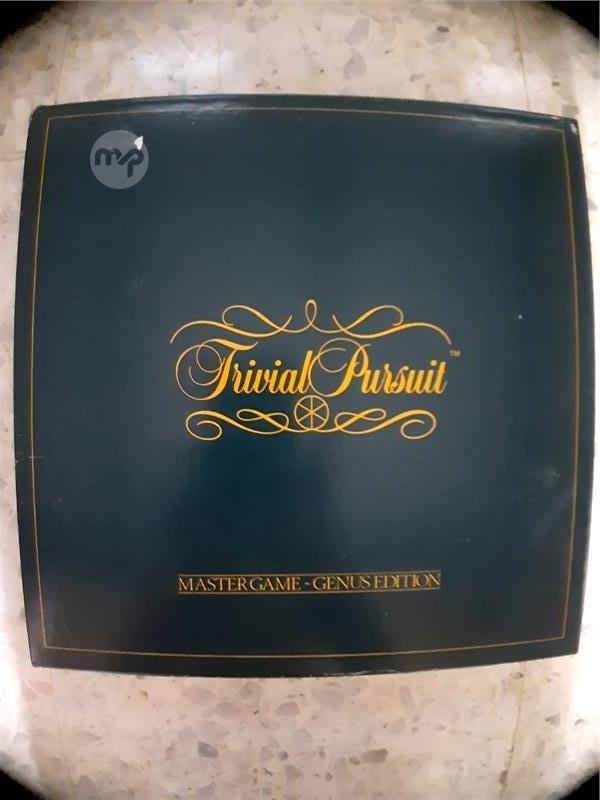 mp
Trivial Pursuit™
MASTER GAME - GENUS EDITION